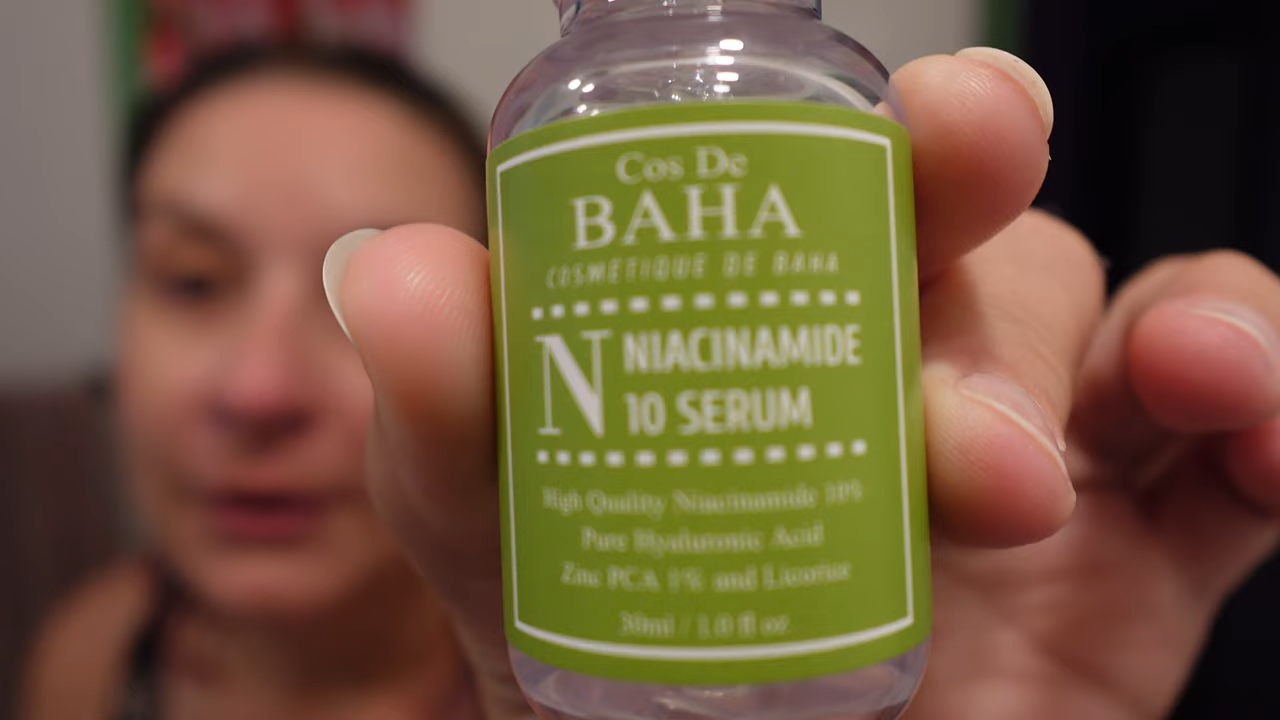 Cos De
BAHA
COSMETIQUE DE BAHA
N
NIACINAMIDE
10 SERUM
High Quality Niacinamide 10%
Pure Hyaluronic Acid
Zinc PCA 1% and Licorice
30ml / 1.0 fl oz